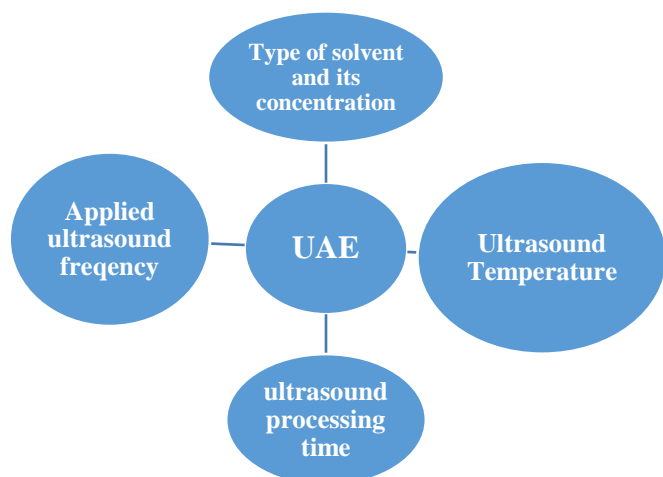 Type of solvent
and its
concentration
Applied
ultrasound
freqency
UAE
Ultrasound
Temperature
ultrasound
processing
time